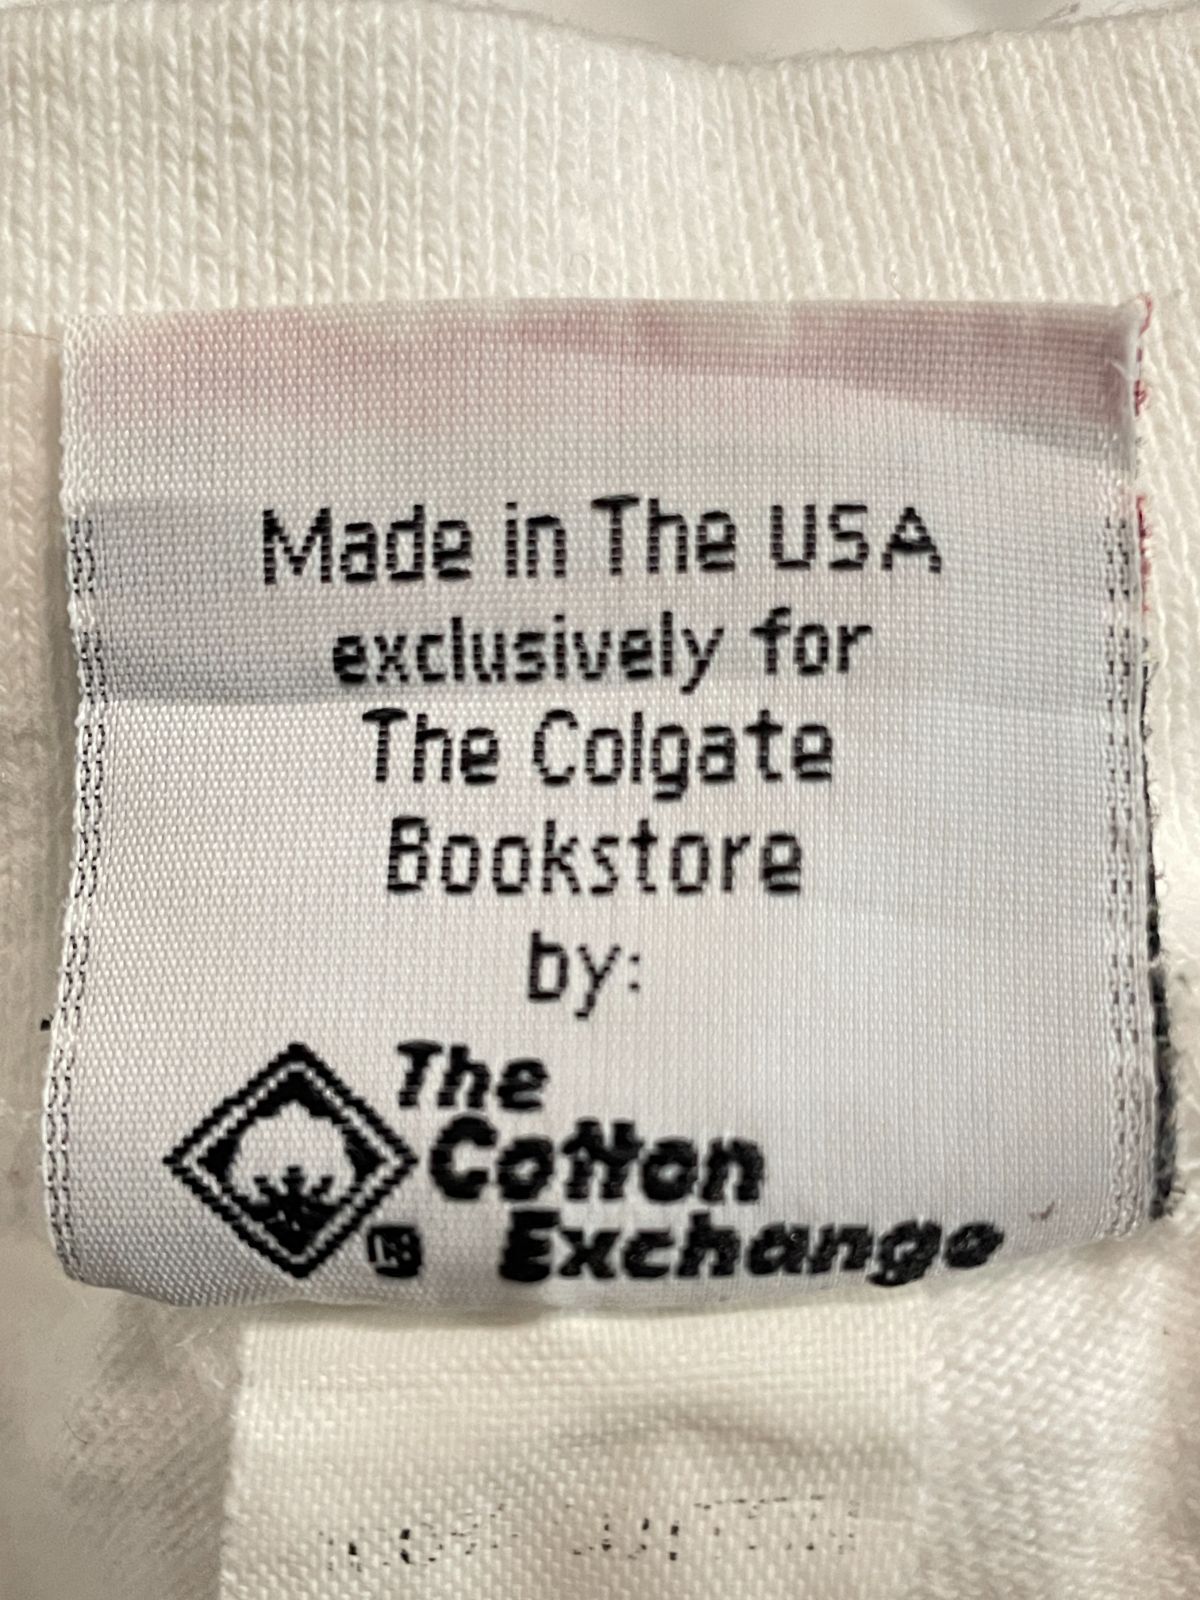 Made in The USA
exclusively for
The Colgate
Bookstore
by:
The
Cotton
Exchange